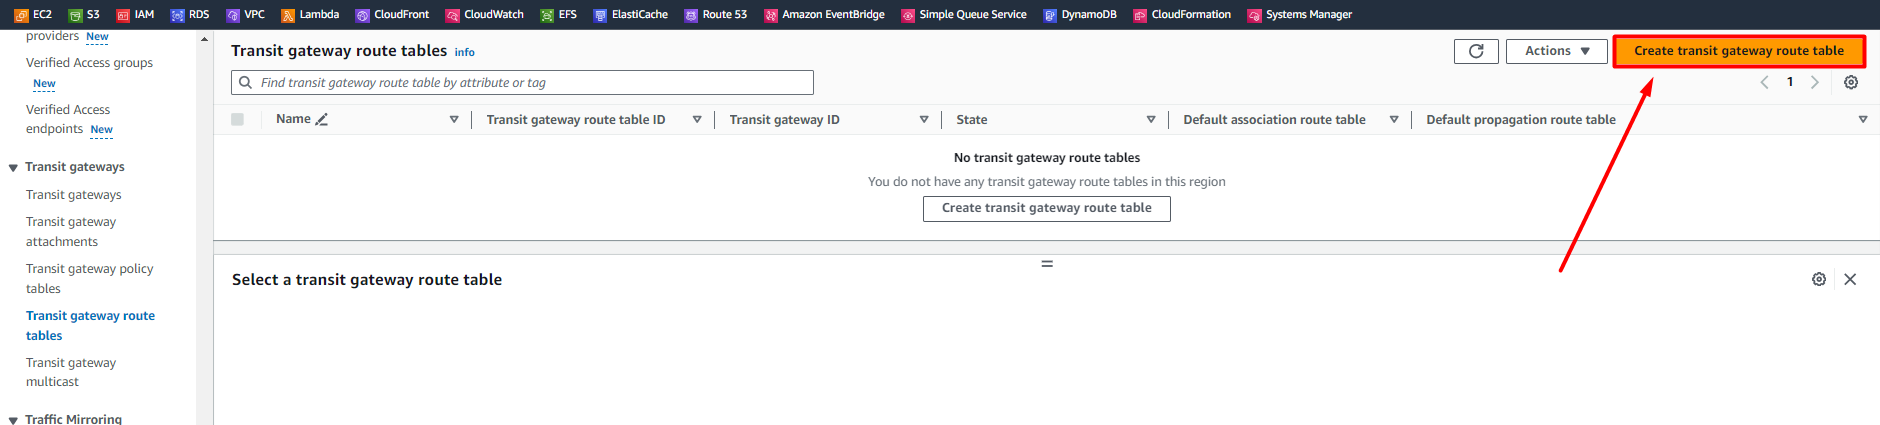 EC2 S3 IAM RDS VPC Lambda CloudFront CloudWatch EFS ElastiCache Route 53 Amazon EventBridge Simple Queue Service DynamoDB CloudFormation Systems Manager
providers New
Verified Access groups
New
Verified Access
endpoints New
Transit gateways
Transit gateways
Transit gateway
attachments
Transit gateway policy
tables
Transit gateway route
tables
Transit gateway
multicast
Traffic Mirroring
Transit gateway route tables info
Actions
Create transit gateway route table
Find transit gateway route table by attribute or tag
1
Name Transit gateway route table ID Transit gateway ID State Default association route table Default propagation route table
No transit gateway route tables
You do not have any transit gateway route tables in this region
Create transit gateway route table
Select a transit gateway route table